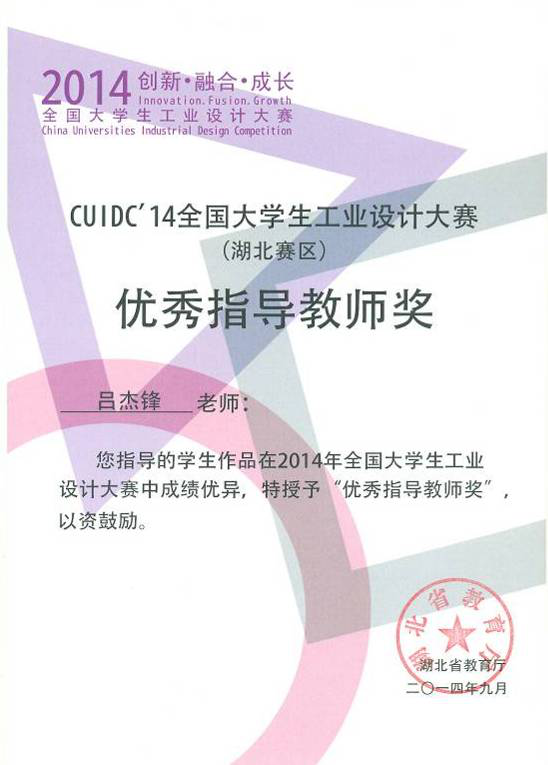 2014 创新·融合·成长
Innovation.Fusion.Growth
全国大学生工业设计大赛
China Universities Industrial Design Competition
CUIDC'14全国大学生工业设计大赛
（湖北赛区）
优秀指导教师奖
吕杰锋 老师：
您指导的学生作品在2014年全国大学生工业
设计大赛中成绩优异，特授予“优秀指导教师奖”，
以资鼓励。
湖北省教育厅
湖北省教育厅
二〇一四年九月